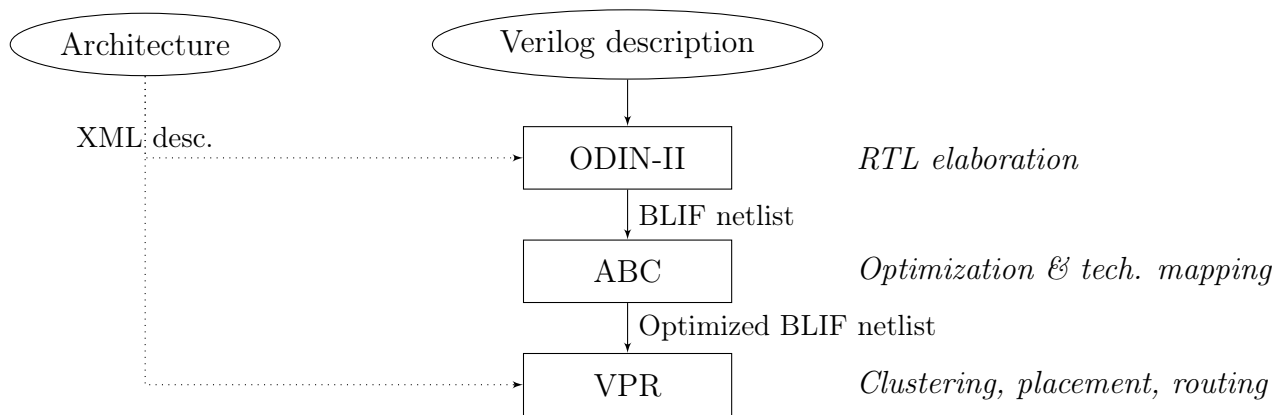 Architecture
Verilog description
XML desc.
ODIN-II
RTL elaboration
BLIF netlist
ABC
Optimization & tech. mapping
Optimized BLIF netlist
VPR
Clustering, placement, routing